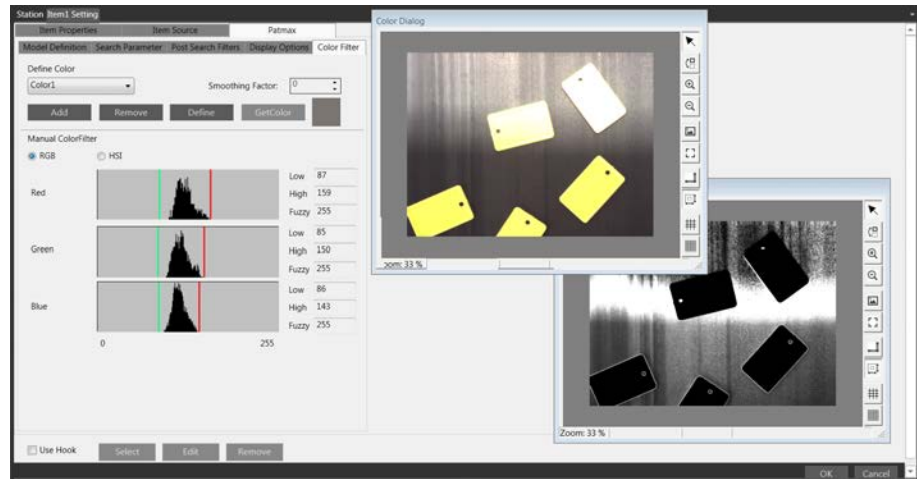 Station Item1 Setting
Item Properties Item Source Patmax
Model Definition Search Parameter Post Search Filters Display Options Color Filter
Define Color
Color1 Smoothing Factor: 0
Add Remove Define GetColor
Manual ColorFilter
RGB HSI
Red
Low 87
High 159
Fuzzy 255
Green
Low 85
High 150
Fuzzy 255
Blue
Low 86
High 143
Fuzzy 255
0 255
Use Hook Select Edit Remove
OK Cancel
Color Dialog
oom: 33 %
Zoom: 33 %